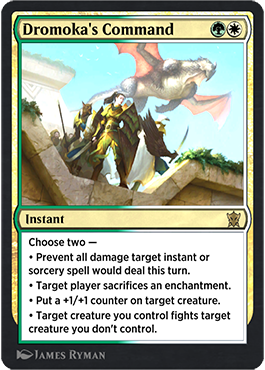 Dromoka's Command
Instant
Choose two —
• Prevent all damage target instant or
sorcery spell would deal this turn.
• Target player sacrifices an enchantment.
• Put a +1/+1 counter on target creature.
• Target creature you control fights target
creature you don't control.
James Ryman